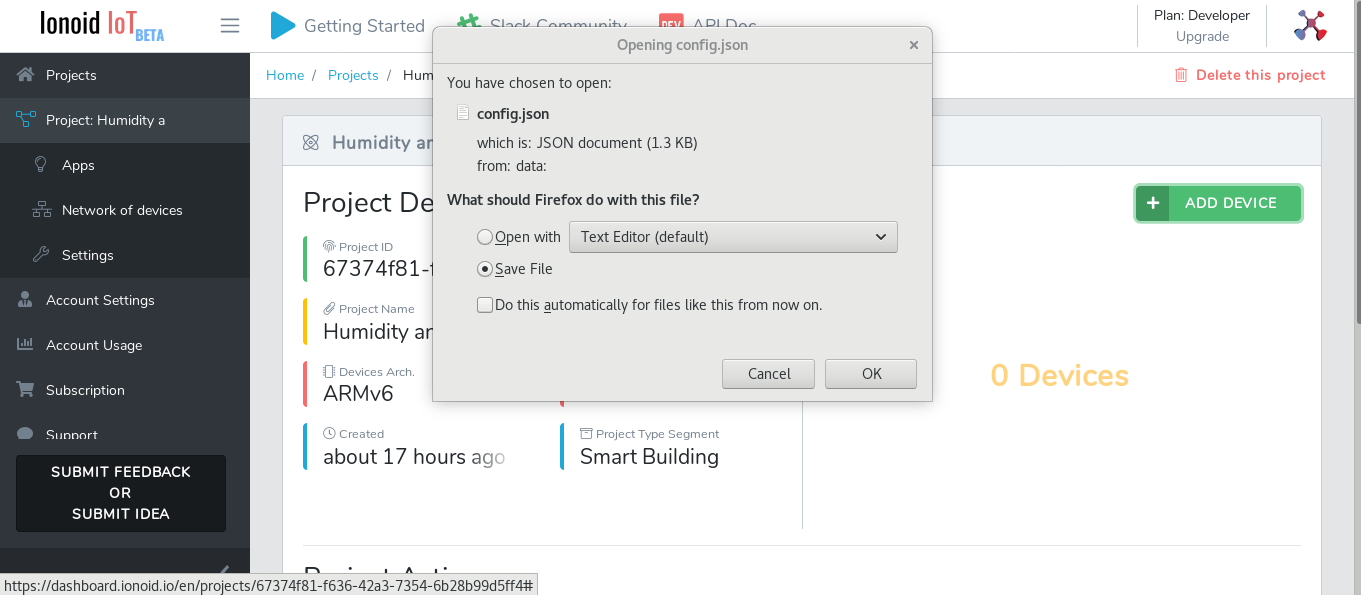 Ionoid IoT BETA
Getting Started
Slack Community
DEV API Doc
Plan: Developer
Upgrade
Opening config.json
Projects
Home / Projects / Hum
Delete this project
You have chosen to open:
config.json
which is: JSON document (1.3 KB)
from: data:
What should Firefox do with this file?
Open with Text Editor (default)
Save File
Do this automatically for files like this from now on.
Cancel OK
Project: Humidity a
Apps
Network of devices
Settings
Account Settings
Account Usage
Subscription
Support
SUBMIT FEEDBACK
OR
SUBMIT IDEA
Humidity an
Project De
ADD DEVICE
Project ID
67374f81-f
Project Name
Humidity an
Devices Arch.
ARMv6
Created
about 17 hours ago
Project Type Segment
Smart Building
0 Devices
https://dashboard.ionoid.io/en/projects/67374f81-f636-42a3-7354-6b28b99d5ff4#